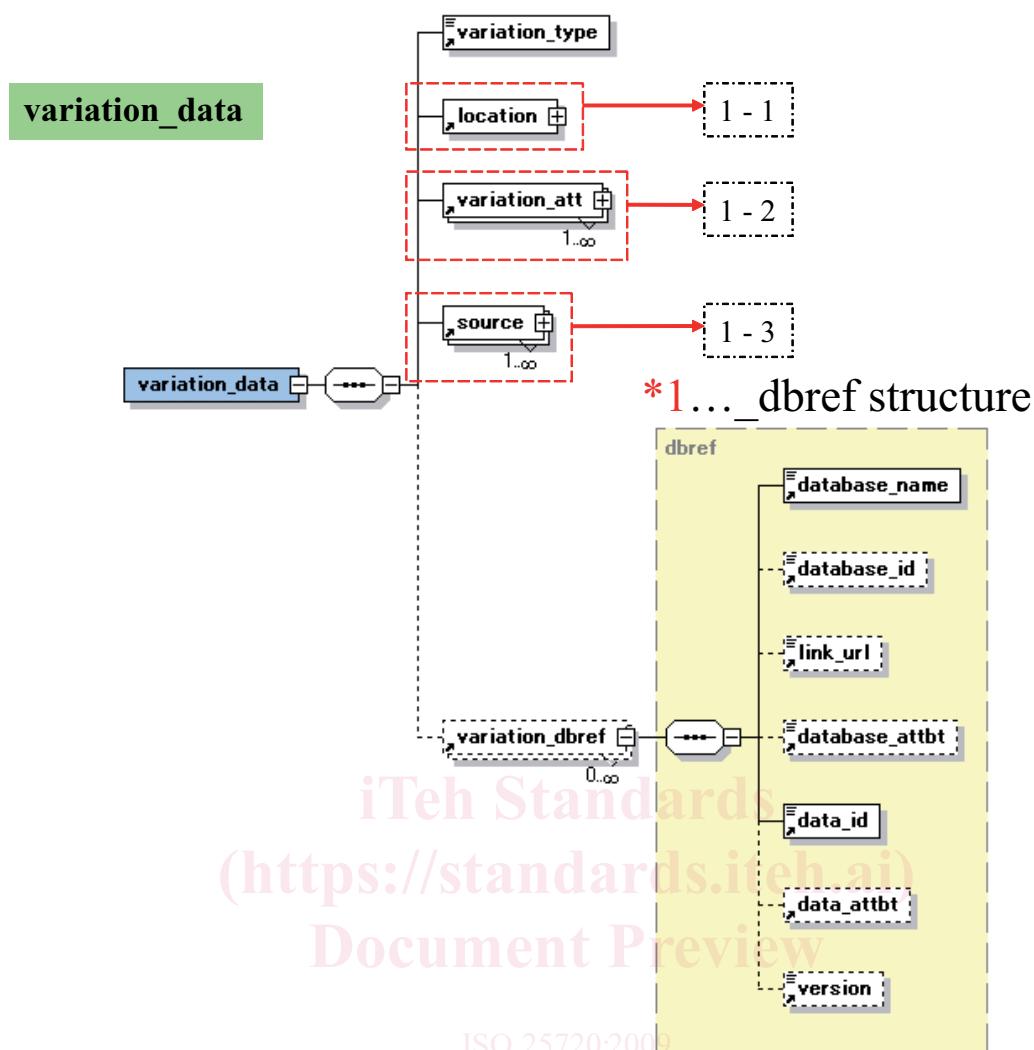 variation_type
variation_data
location
1 - 1
variation_att
1..∞
1 - 2
source
1..∞
1 - 3
variation_data
*1…_dbref structure
dbref
database_name
database_id
link_url
variation_dbref
0..∞
database_attbt
data_id
data_attbt
version
iTeh Standards
(https://standards.iteh.ai)
Document Preview
ISO 25720:2009